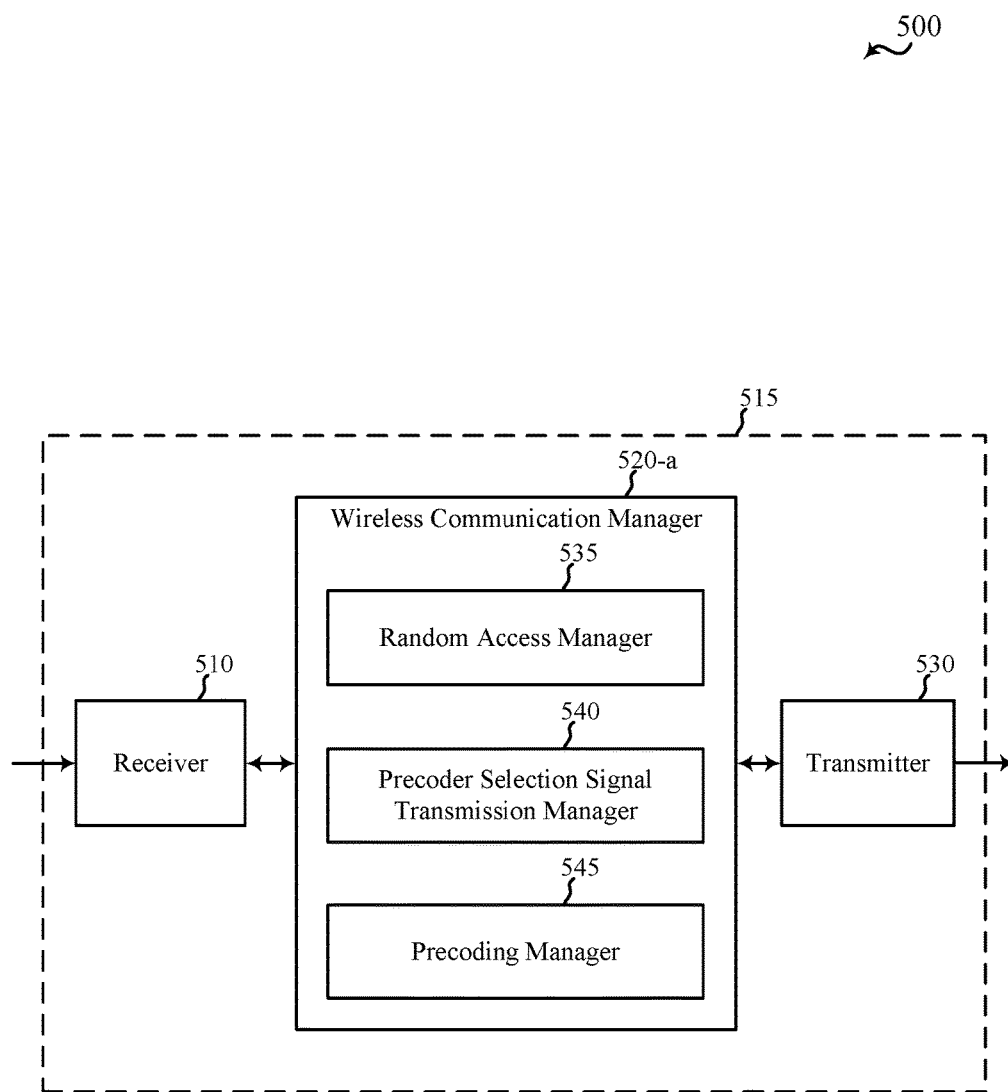 500
515
520-a
Wireless Communication Manager
535
Random Access Manager
510
Receiver
540
Precoder Selection Signal
Transmission Manager
530
Transmitter
545
Precoding Manager